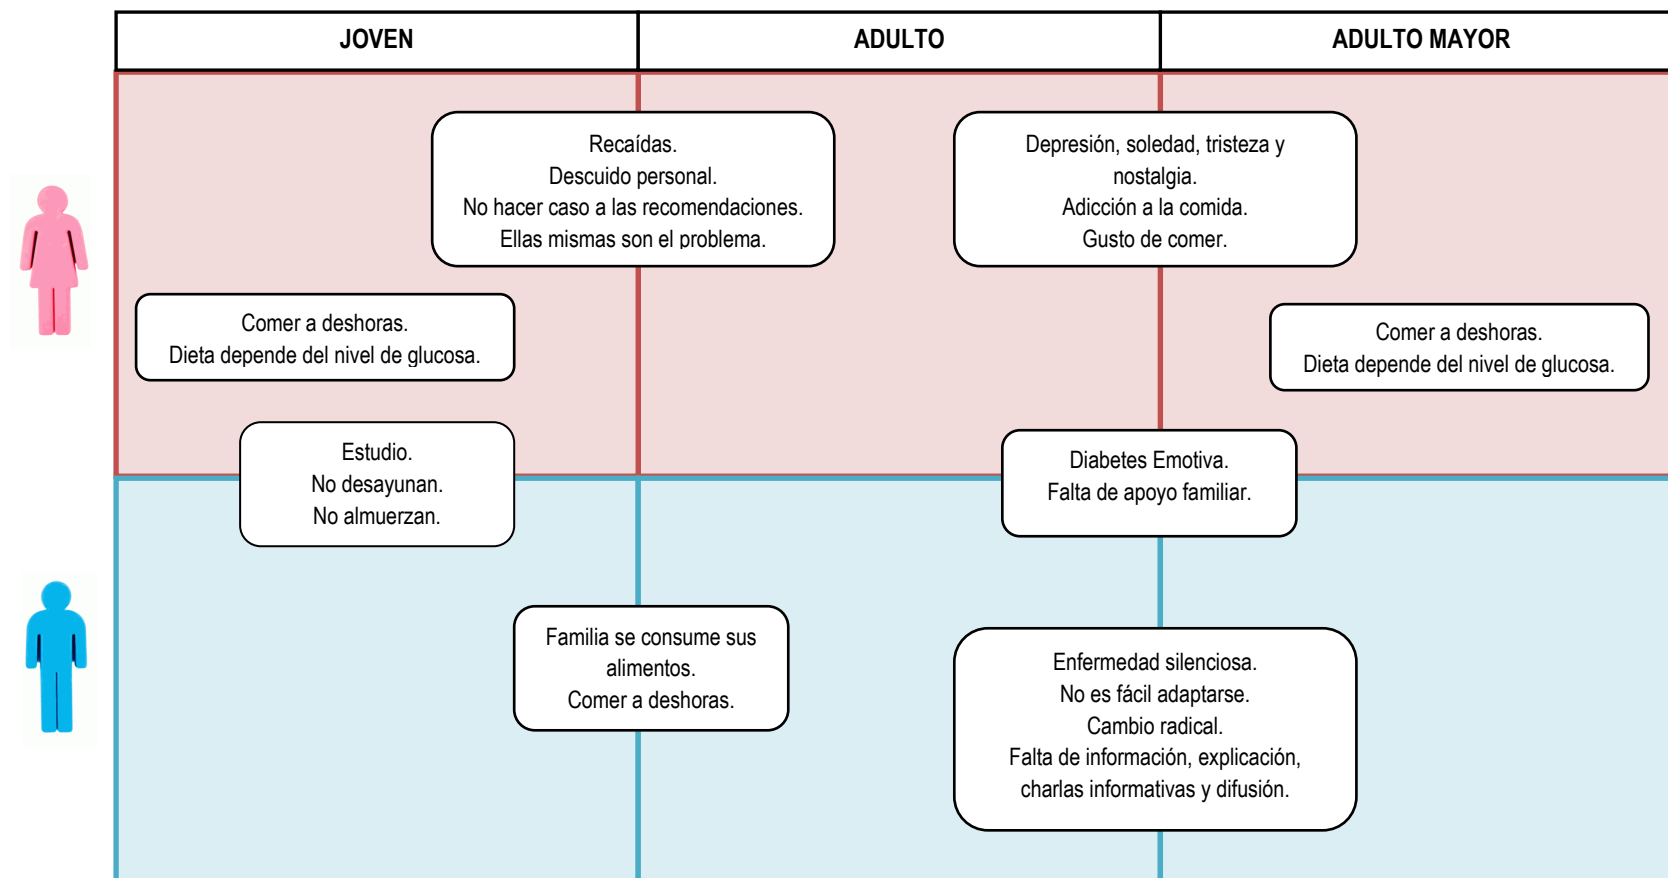 JOVEN
ADULTO
ADULTO MAYOR
Recaídas.
Descuido personal.
No hacer caso a las recomendaciones.
Ellas mismas son el problema.
Depresión, soledad, tristeza y
nostalgia.
Adicción a la comida.
Gusto de comer.
Comer a deshoras.
Dieta depende del nivel de glucosa.
Comer a deshoras.
Dieta depende del nivel de glucosa.
Estudio.
No desayunan.
No almuerzan.
Diabetes Emotiva.
Falta de apoyo familiar.
Familia se consume sus
alimentos.
Comer a deshoras.
Enfermedad silenciosa.
No es fácil adaptarse.
Cambio radical.
Falta de información, explicación,
charlas informativas y difusión.